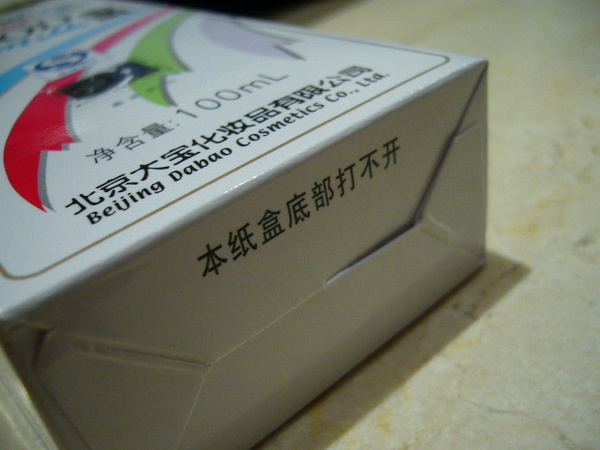 净含量:100mL
北京大宝化妆品有限公司
Beijing Dabao Cosmetics Co., Ltd.
本纸盒底部打不开